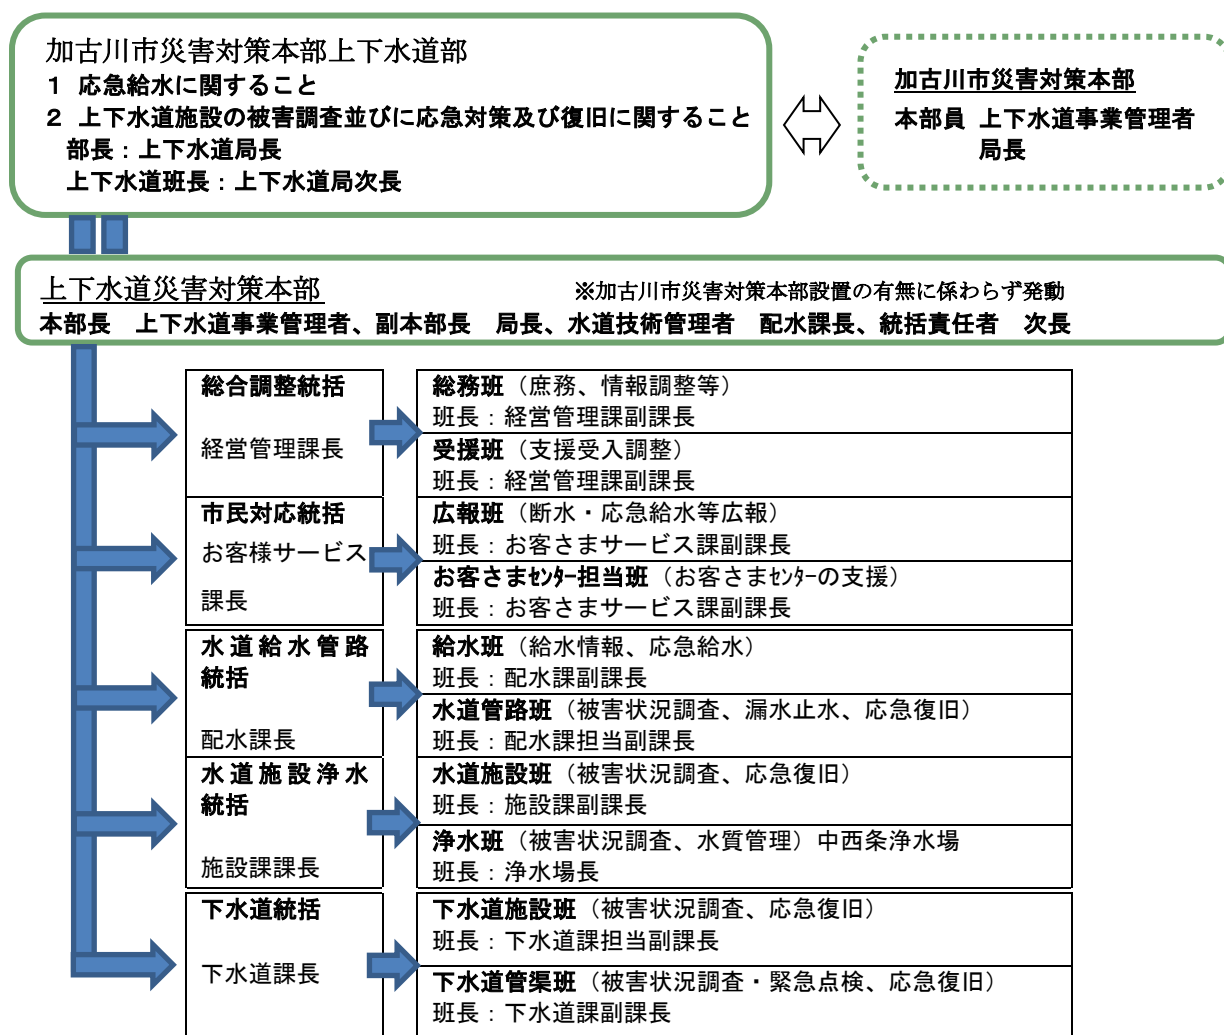 加古川市災害対策本部上下水道部
1 応急給水に関すること
2 上下水道施設の被害調査並びに応急対策及び復旧に関すること
部長：上下水道局長
上下水道班長：上下水道局次長
加古川市災害対策本部
本部員 上下水道事業管理者
局長
上下水道災害対策本部 ※加古川市災害対策本部設置の有無に係わらず発動
本部長 上下水道事業管理者、副本部長 局長、水道技術管理者 配水課長、統括責任者 次長
総合調整統括
経営管理課長
総務班（庶務、情報調整等）
班長：経営管理課副課長
受援班（支援受入調整）
班長：経営管理課副課長
市民対応統括
お客様サービス
課長
広報班（断水・応急給水等広報）
班長：お客さまサービス課副課長
お客さまｾﾝﾀｰ担当班（お客さまｾﾝﾀｰの支援）
班長：お客さまサービス課副課長
水道給水管路
統括
配水課長
給水班（給水情報、応急給水）
班長：配水課副課長
水道管路班（被害状況調査、漏水止水、応急復旧）
班長：配水課担当副課長
水道施設浄水
統括
施設課課長
水道施設班（被害状況調査、応急復旧）
班長：施設課副課長
浄水班（被害状況調査、水質管理）中西条浄水場
班長：浄水場長
下水道統括
下水道課長
下水道施設班（被害状況調査、応急復旧）
班長：下水道課担当副課長
下水道管渠班（被害状況調査・緊急点検、応急復旧）
班長：下水道課副課長